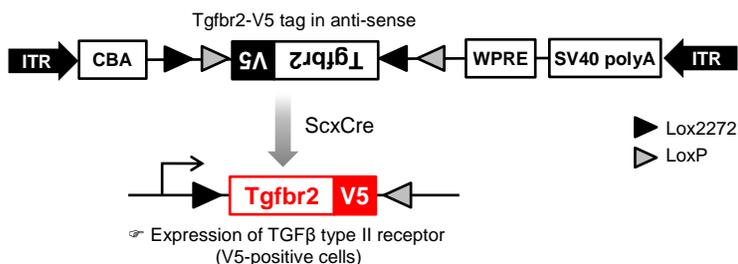 Tgfbr2-V5 tag in anti-sense
ITR CBA V5 Tgfbr2 WPRE SV40 polyA ITR
ScxCre
Lox2272
LoxP
Tgfbr2 V5
☞ Expression of TGFβ type II receptor
(V5-positive cells)